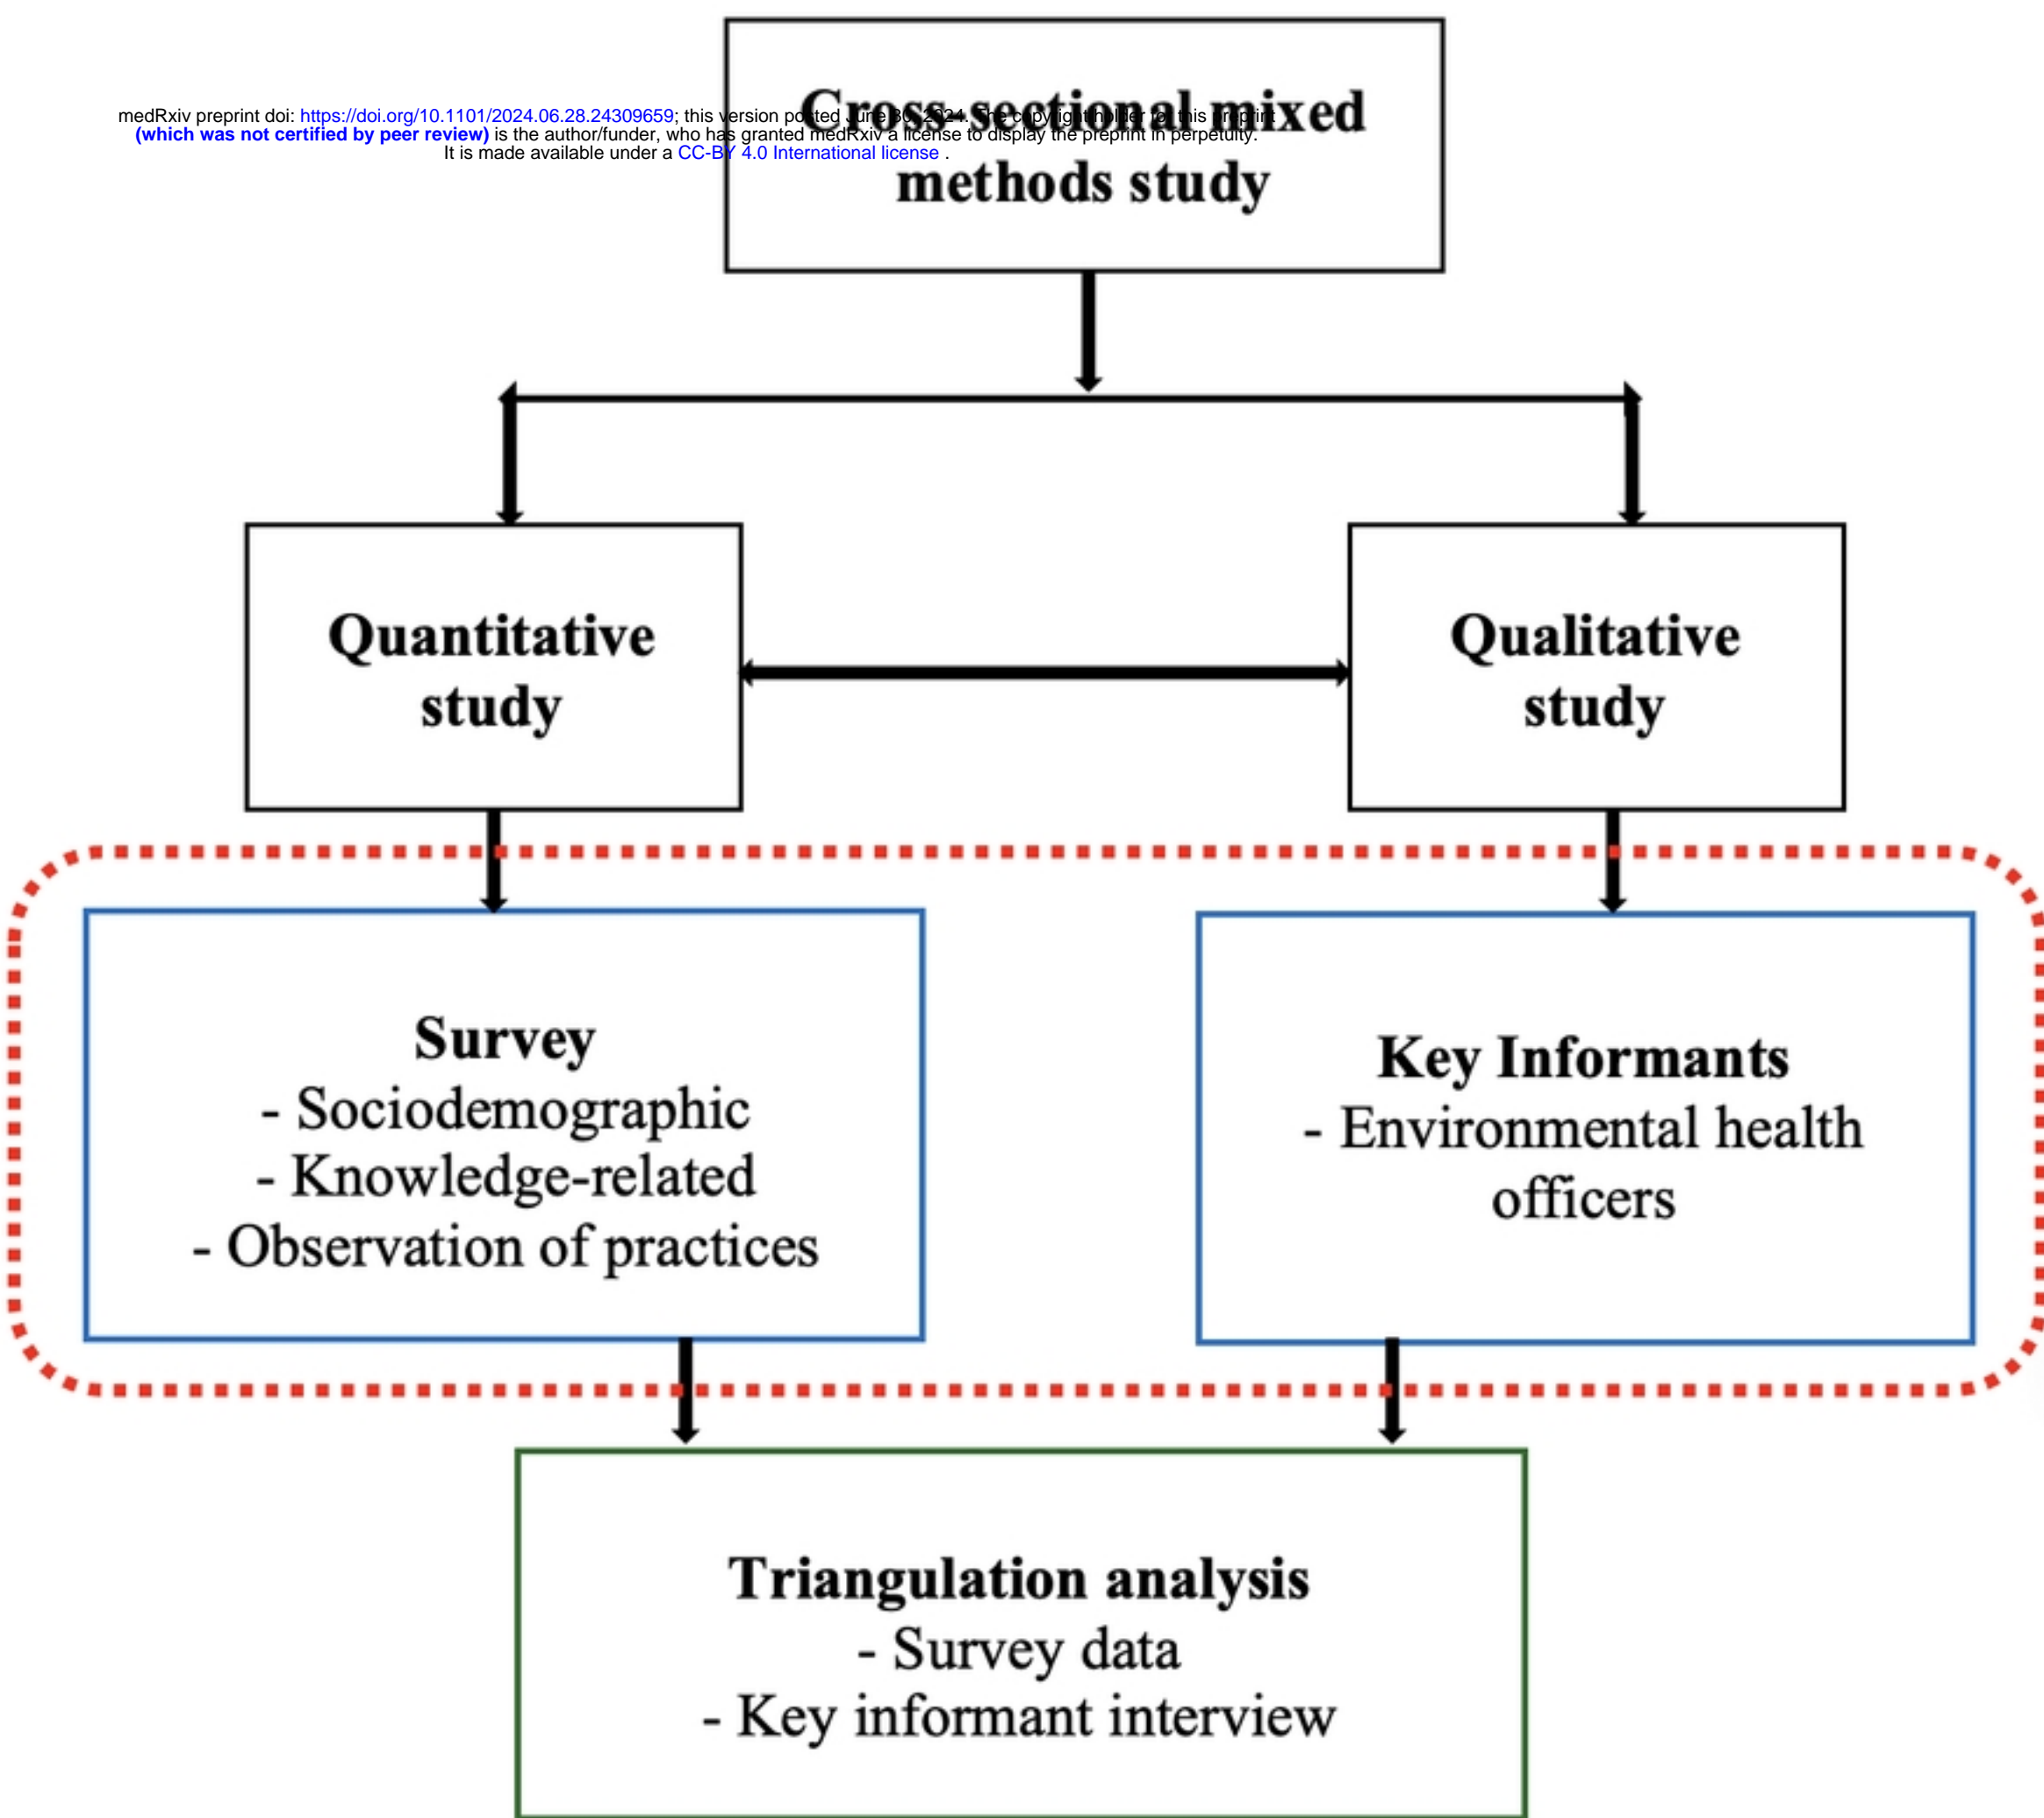 Cross-sectional mixed
methods study
medRxiv preprint doi: https://doi.org/10.1101/2024.06.28.24309659; this version posted June 30, 2024. The copyright holder for this preprint
(which was not certified by peer review) is the author/funder, who has granted medRxiv a license to display the preprint in perpetuity.
It is made available under a CC-BY 4.0 International license .
Quantitative
study
Qualitative
study
Survey
- Sociodemographic
- Knowledge-related
- Observation of practices
Key Informants
- Environmental health
officers
Triangulation analysis
- Survey data
- Key informant interview